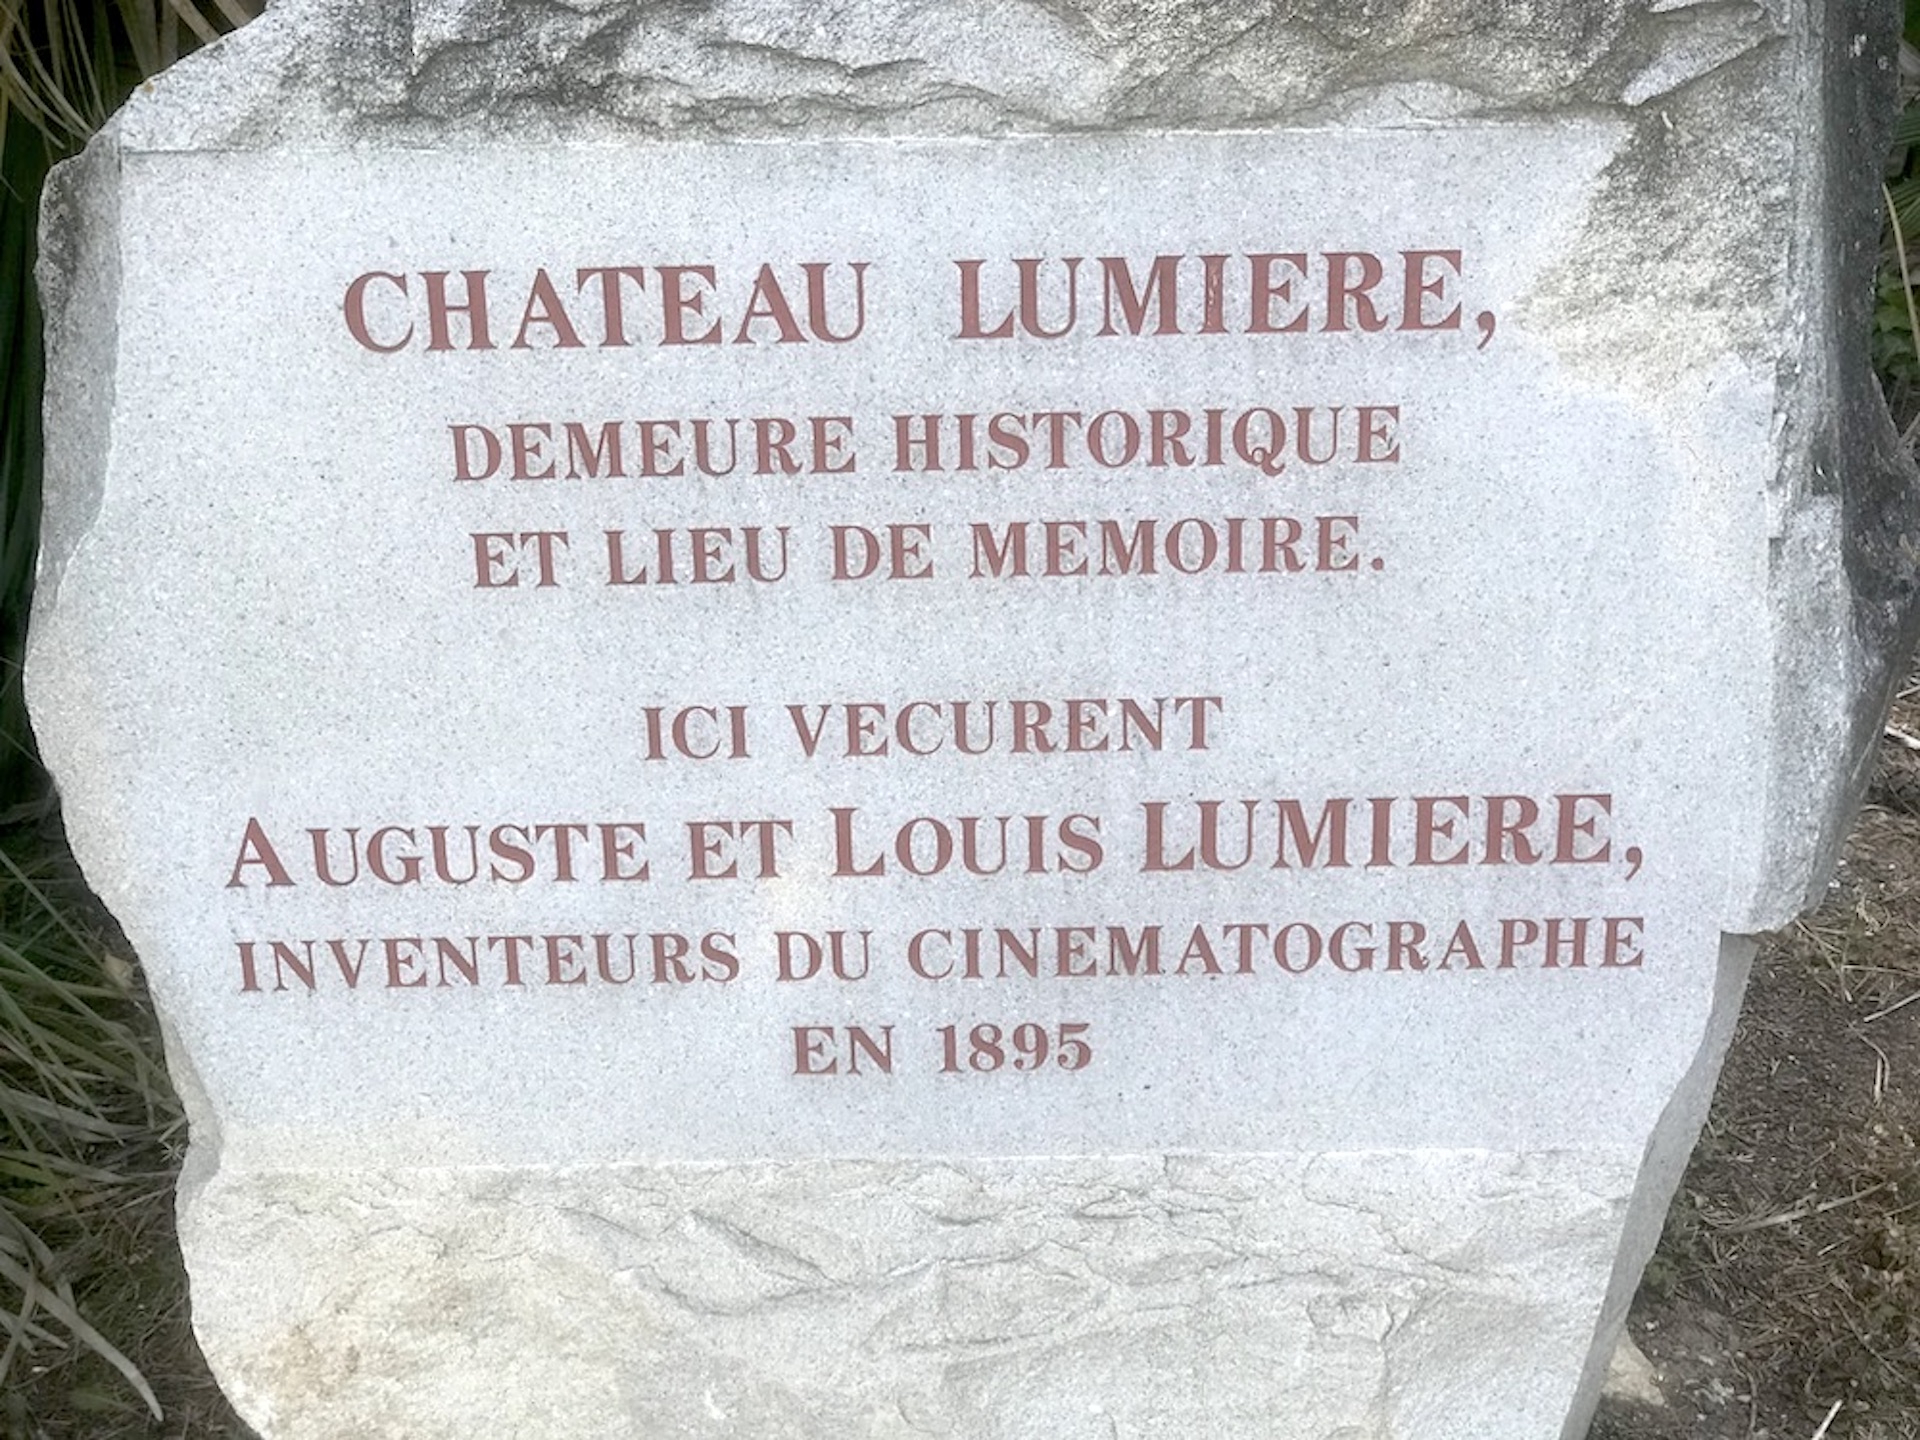 CHATEAU LUMIERE,
DEMEURE HISTORIQUE
ET LIEU DE MEMOIRE.
ICI VECURENT
AUGUSTE ET LOUIS LUMIERE,
INVENTEURS DU CINEMATOGRAPHE
EN 1895